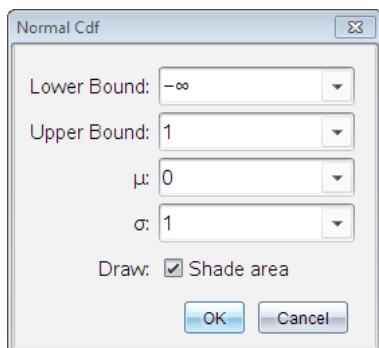 Normal Cdf
Lower Bound: -∞
Upper Bound: 1
μ: 0
σ: 1
Draw: Shade area
OK Cancel